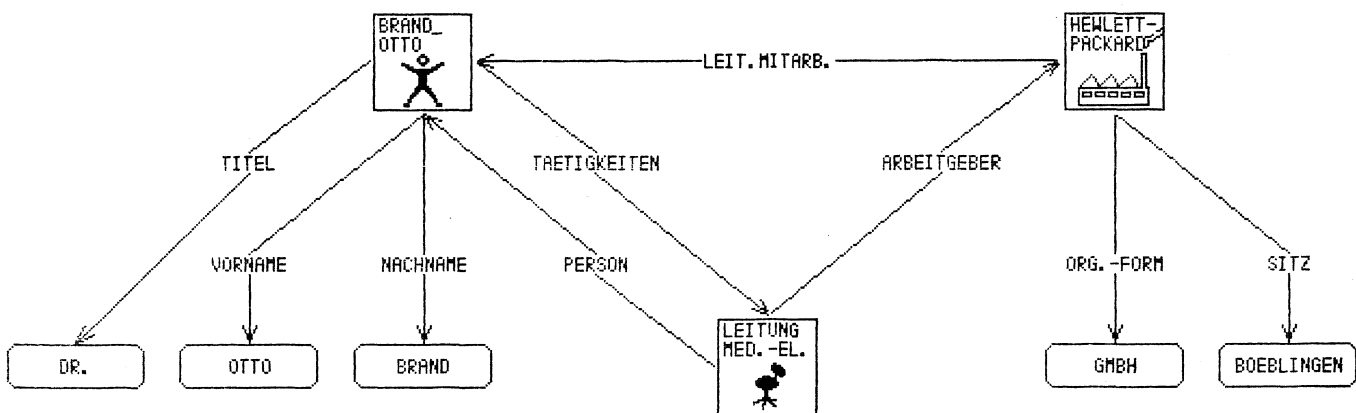 BRAND_
OTTO
HEWLETT-
PACKARD
LEIT.MITARB.
TITEL
TAETIGKEITEN
ARBEITGEBER
VORNAME
NACHNAME
PERSON
ORG.-FORM
SITZ
LEITUNG
MED.-EL.
DR.
OTTO
BRAND
GMBH
BOEBLINGEN